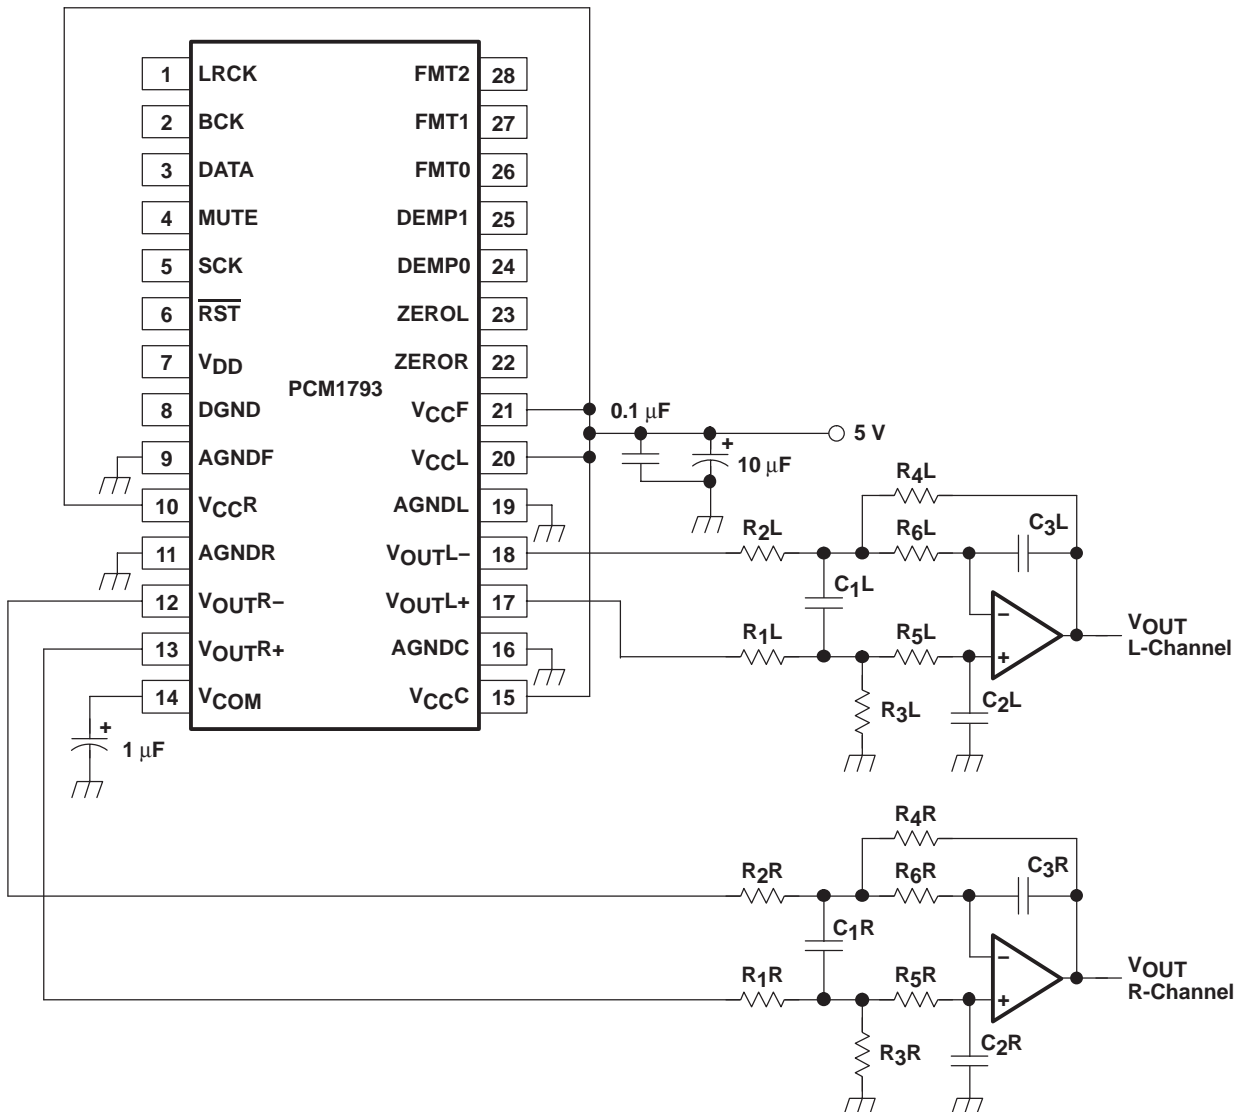 1 LRCK FMT2 28
2 BCK FMT1 27
3 DATA FMT0 26
4 MUTE DEMP1 25
5 SCK DEMP0 24
6 RST ZEROL 23
7 VDD ZEROR 22
PCM1793
8 DGND VCCF 21
0.1 μF
5 V
9 AGNDF VCCL 20
+
10 μF
10 VCCR AGNDL 19
11 AGNDR VOUTL– 18
12 VOUTR– VOUTL+ 17
13 VOUTR+ AGNDC 16
14 VCOM VCCC 15
+
1 μF
R4L
R2L R6L C3L
C1L
–
R1L R5L +
VOUT
L-Channel
R3L C2L
R4R
R2R R6R C3R
C1R
–
R1R R5R +
VOUT
R-Channel
R3R C2R